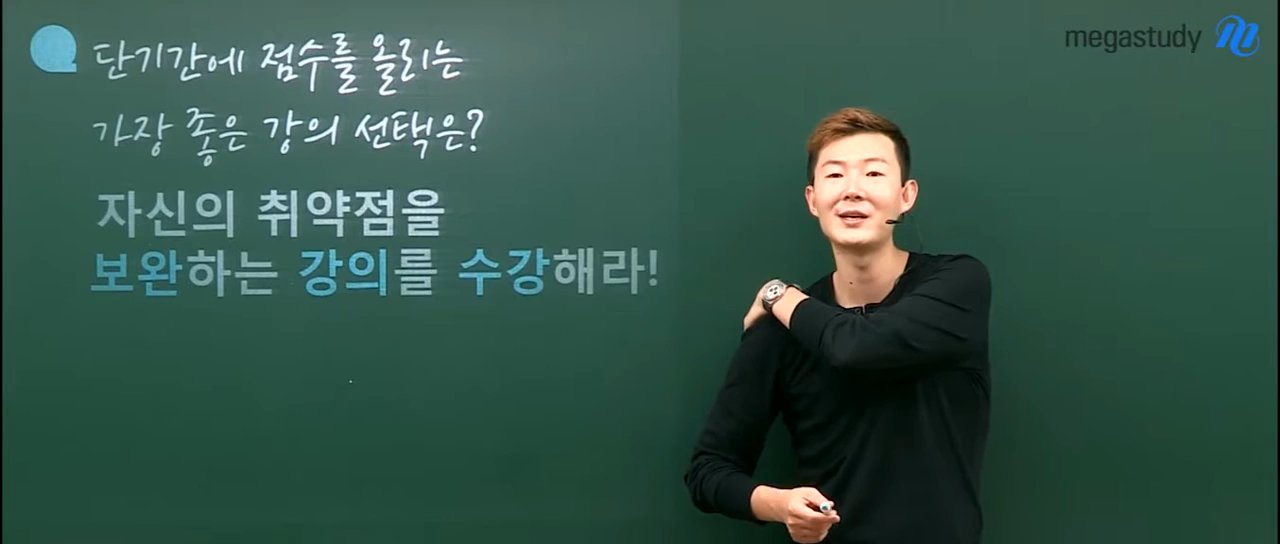 단기간에 점수를 올리는
가장 좋은 강의 선택은?
자신의 취약점을
보완하는 강의를 수강해라!
megastudy